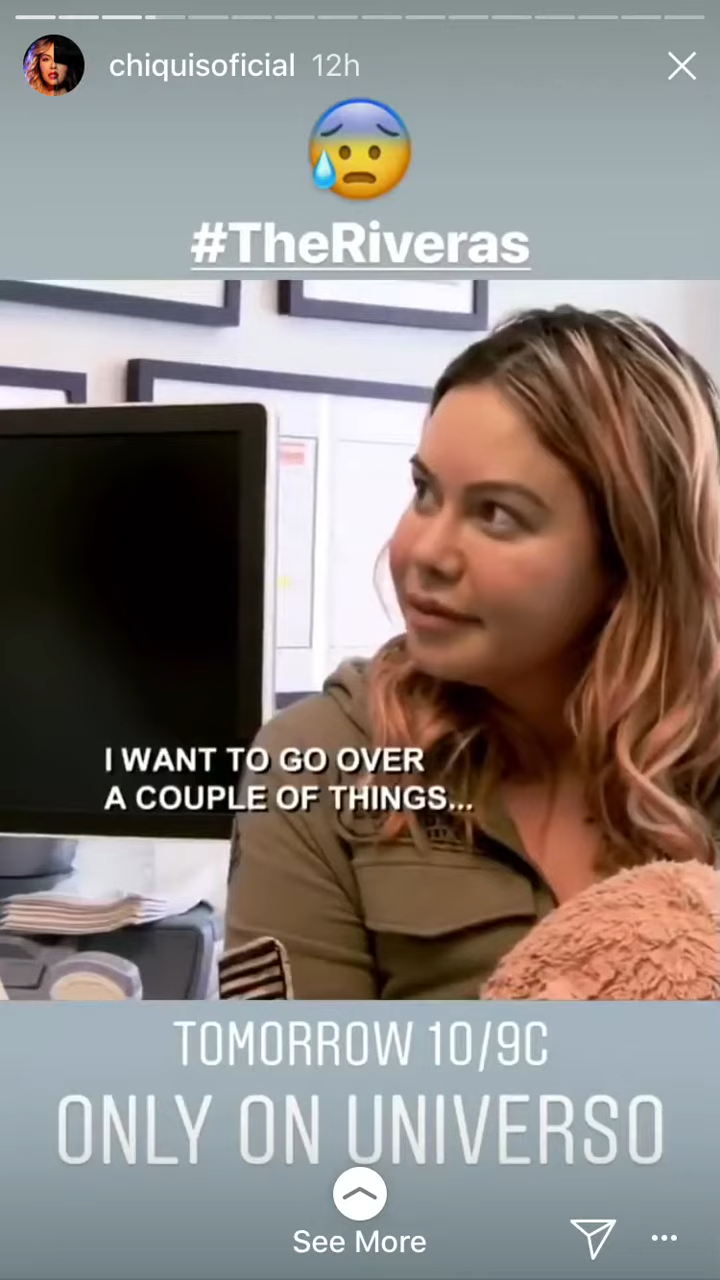 chiquisoficial 12h
#TheRiveras
I WANT TO GO OVER
A COUPLE OF THINGS...
TOMORROW 10/9C
ONLY ON UNIVERSO
See More